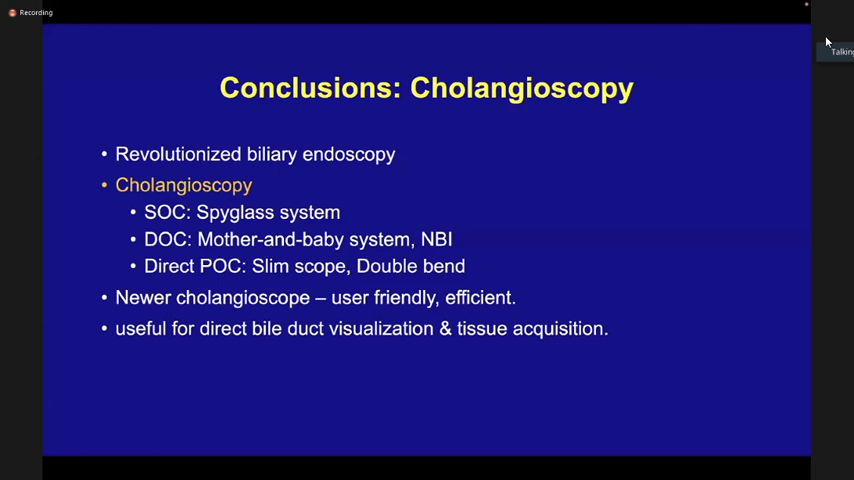 Recording
Talking
Conclusions: Cholangioscopy
• Revolutionized biliary endoscopy
• Cholangioscopy
• SOC: Spyglass system
• DOC: Mother-and-baby system, NBI
• Direct POC: Slim scope, Double bend
• Newer cholangioscope – user friendly, efficient.
• useful for direct bile duct visualization & tissue acquisition.